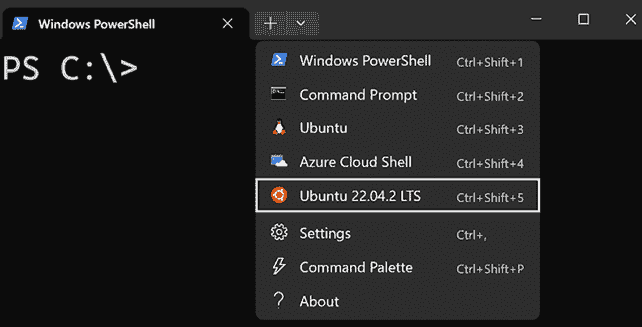 Windows PowerShell
PS C:\>
Windows PowerShell Ctrl+Shift+1
Command Prompt Ctrl+Shift+2
Ubuntu Ctrl+Shift+3
Azure Cloud Shell Ctrl+Shift+4
Ubuntu 22.04.2 LTS Ctrl+Shift+5
Settings Ctrl+,
Command Palette Ctrl+Shift+P
About